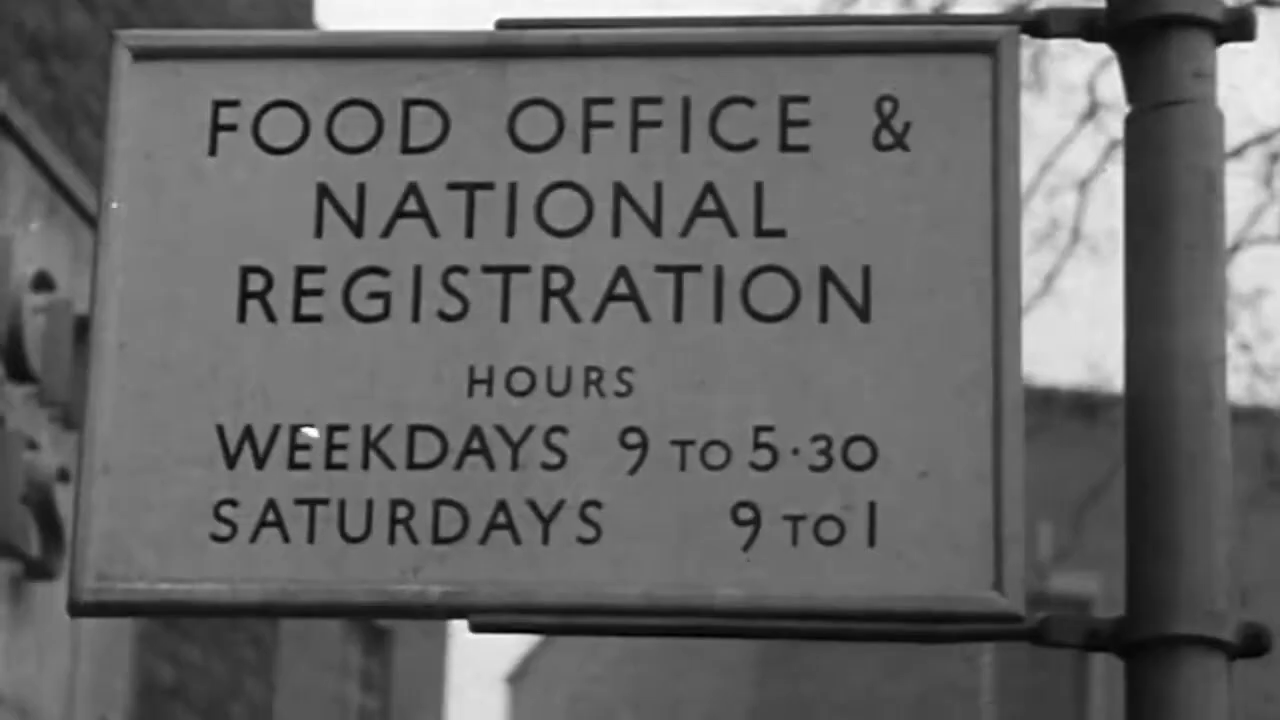 FOOD OFFICE &
NATIONAL
REGISTRATION
HOURS
WEEKDAYS 9 TO 5·30
SATURDAYS 9 TO 1